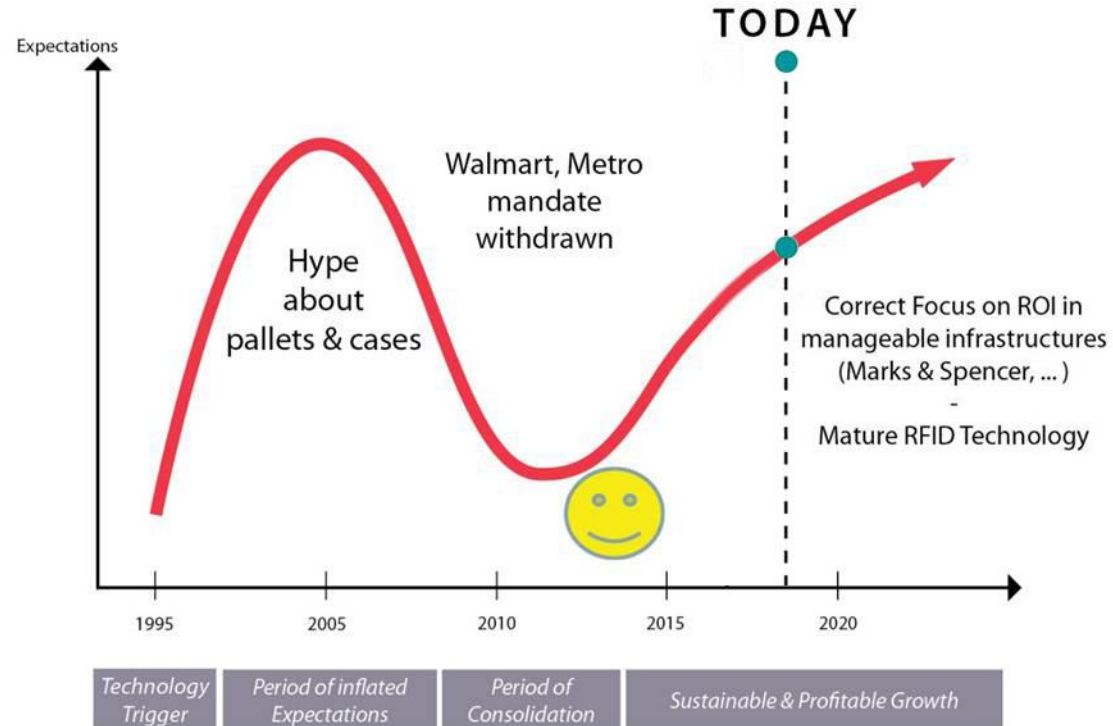 TODAY
Expectations
Walmart, Metro
mandate
withdrawn
Hype
about
pallets & cases
Correct Focus on ROI in
manageable infrastructures
(Marks & Spencer, ... )
-
Mature RFID Technology
1995
2005
2010
2015
2020
Technology
Trigger
Period of inflated
Expectations
Period of
Consolidation
Sustainable & Profitable Growth